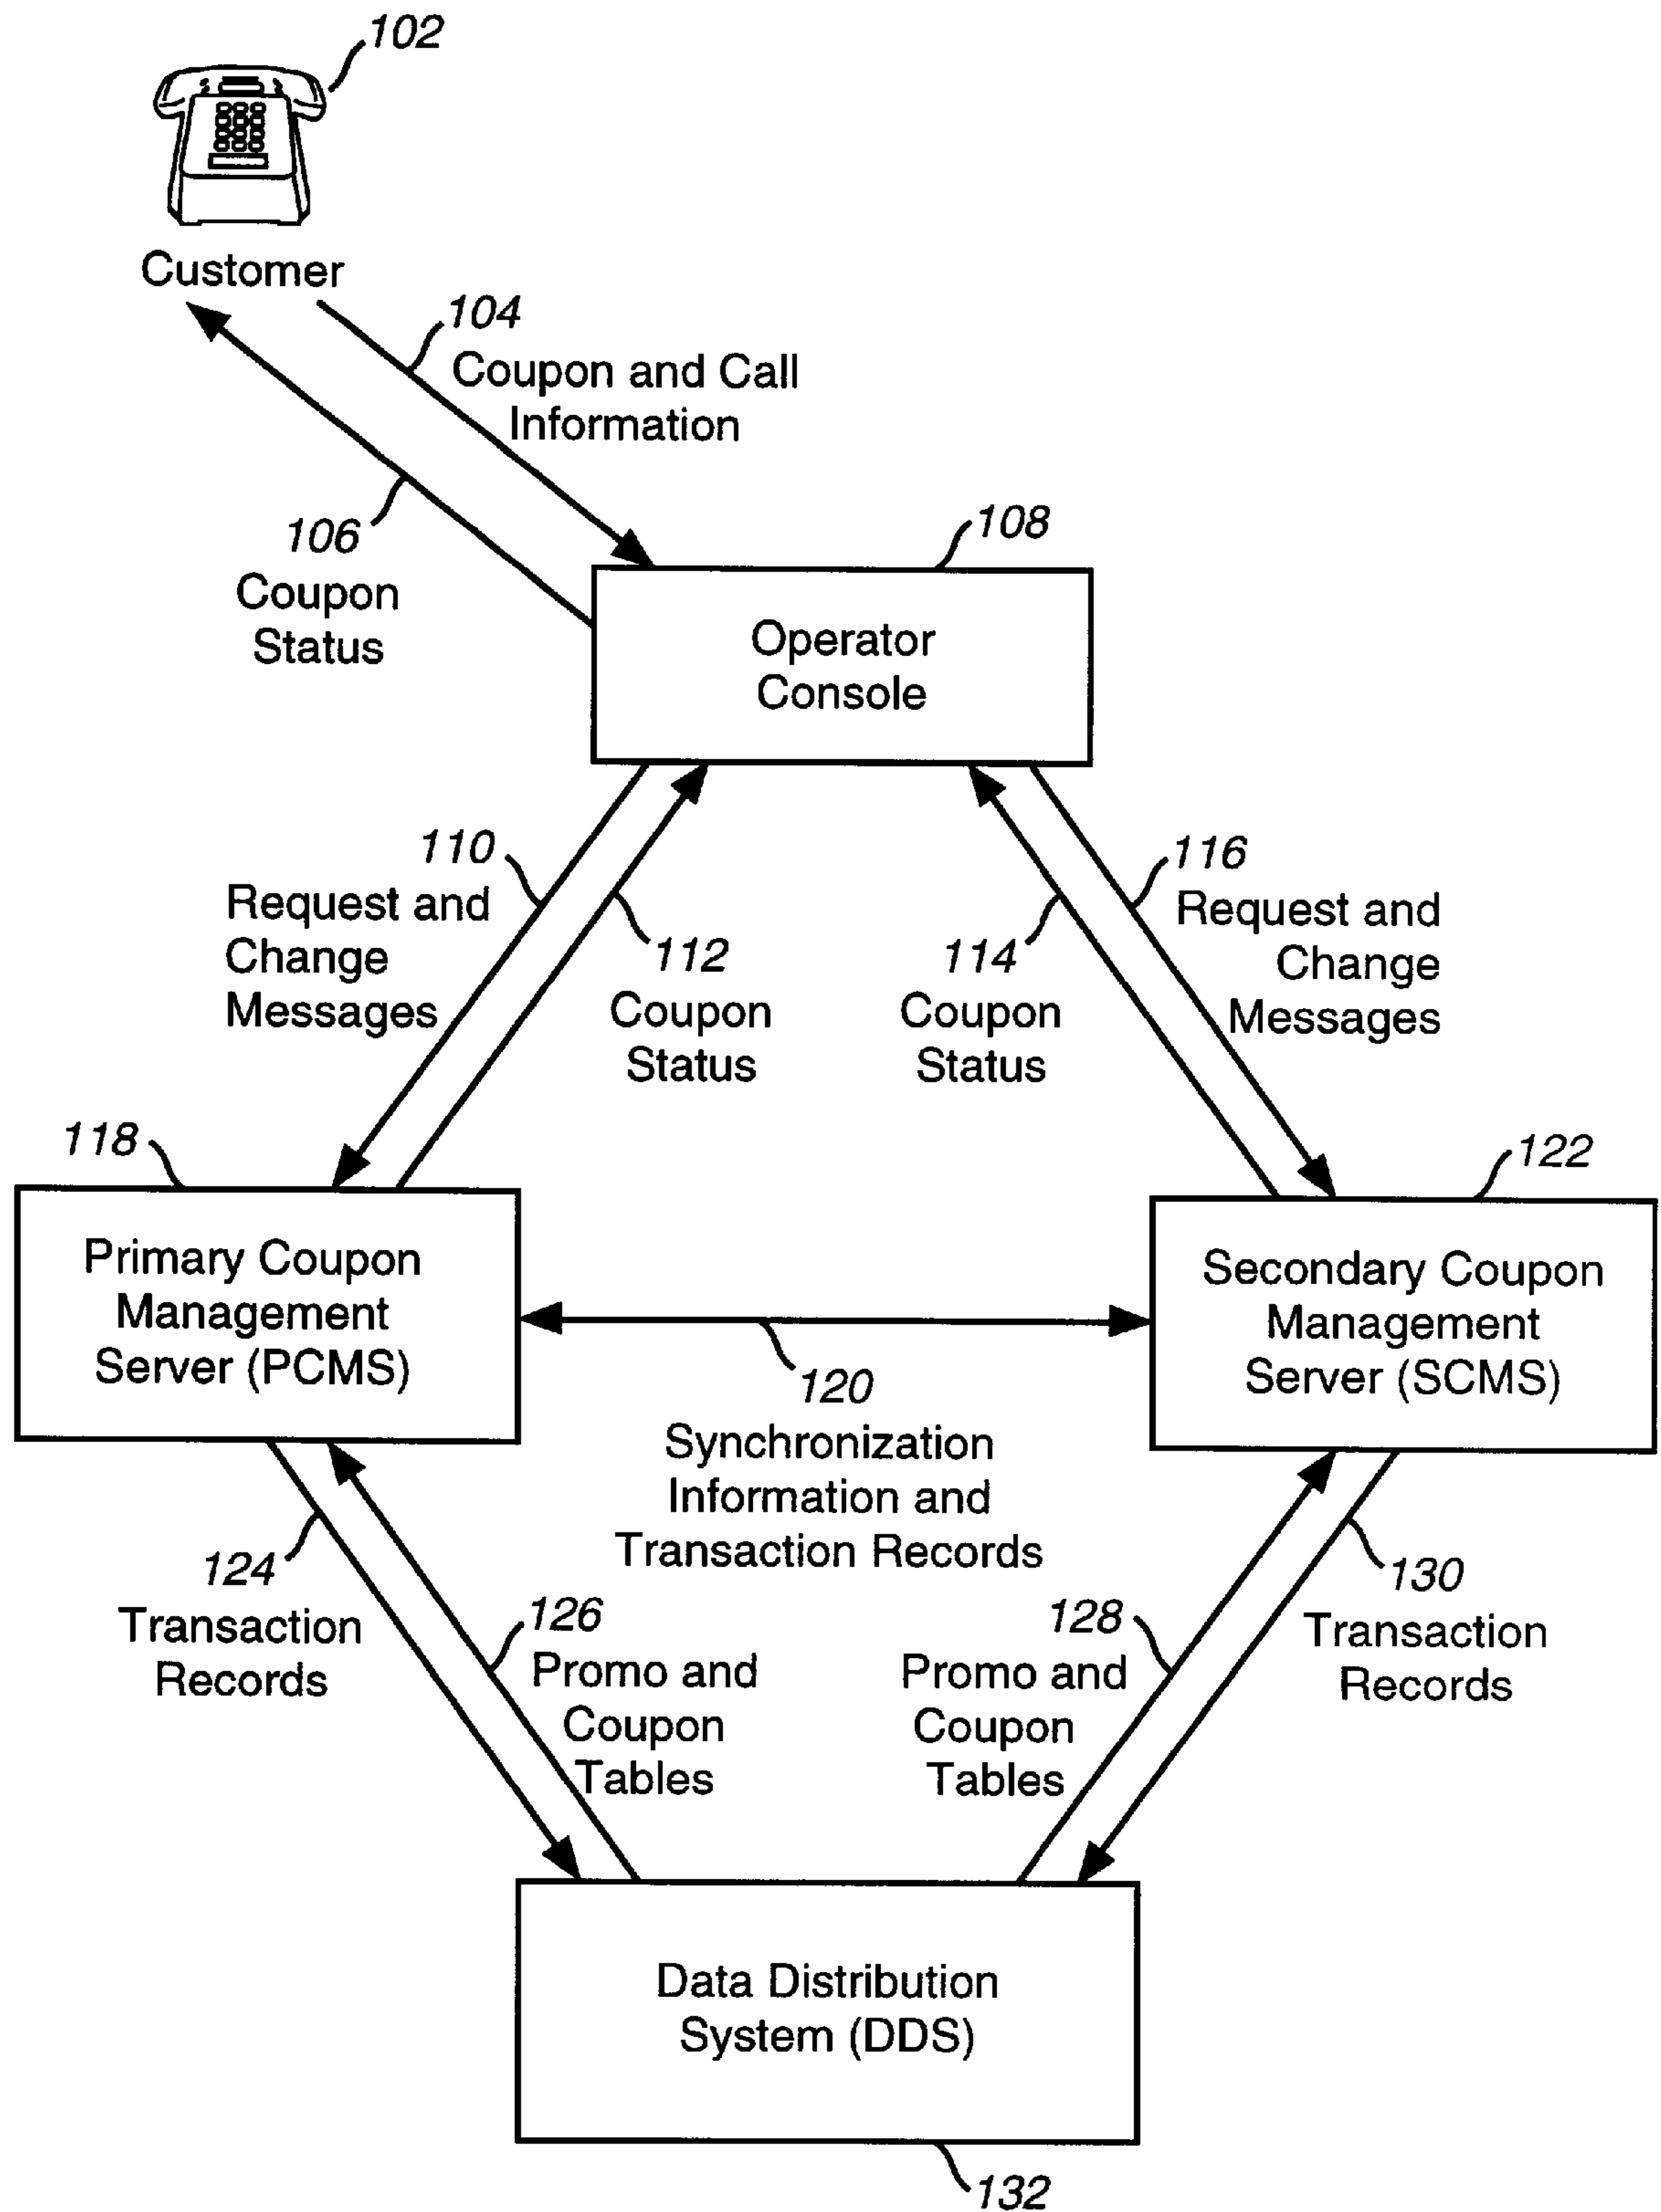 102
Customer
104
Coupon and Call
Information
106
Coupon
Status
108
Operator
Console
110
Request and
Change
Messages
112
Coupon
Status
114
Coupon
Status
116
Request and
Change
Messages
118
Primary Coupon
Management
Server (PCMS)
122
Secondary Coupon
Management
Server (SCMS)
120
Synchronization
Information and
Transaction Records
124
Transaction
Records
126
Promo and
Coupon
Tables
128
Promo and
Coupon
Tables
130
Transaction
Records
Data Distribution
System (DDS)
132